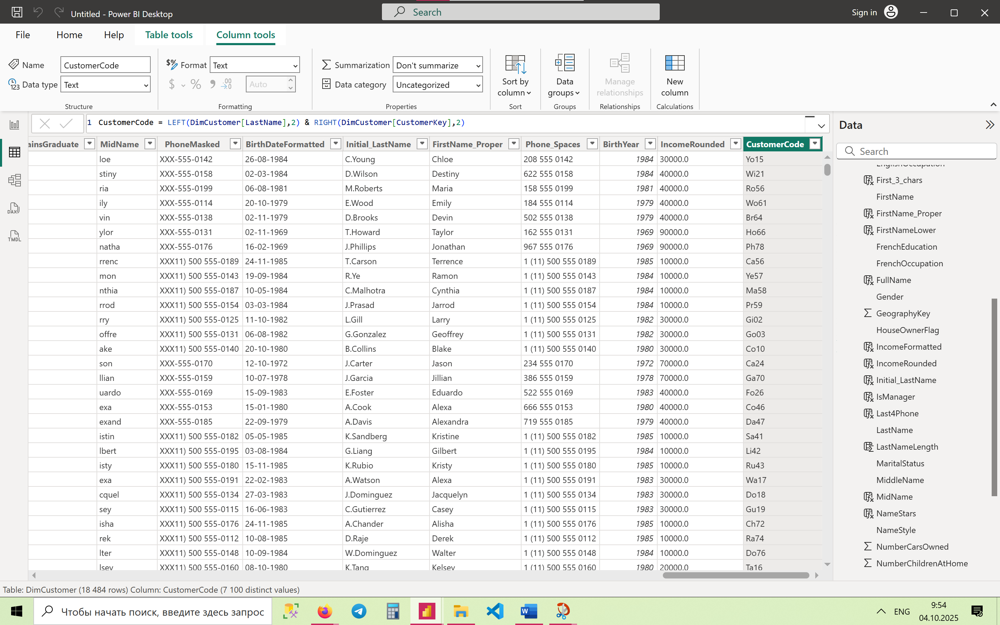 Untitled - Power BI Desktop
Search
Sign in
File Home Help Table tools Column tools
Name CustomerCode
Data type Text
Structure
Format Text
$ % Auto
Formatting
Summarization Don't summarize
Data category Uncategorized
Properties
Sort by column
Sort
Data groups
Groups
Manage relationships
Relationships
New column
Calculations
1 CustomerCode = LEFT(DimCustomer[LastName],2) & RIGHT(DimCustomer[CustomerKey],2)
DAX
TMDL
ainsGraduate MidName PhoneMasked BirthDateFormatted Initial_LastName FirstName_Proper Phone_Spaces BirthYear IncomeRounded CustomerCode
loe XXX-555-0142 26-08-1984 C.Young Chloe 208 555 0142 1984 30000.0 Yo15
stiny XXX-555-0158 02-03-1984 D.Wilson Destiny 622 555 0158 1984 40000.0 Wi21
ria XXX-555-0199 06-08-1981 M.Roberts Maria 158 555 0199 1981 40000.0 Ro56
ily XXX-555-0114 20-10-1979 E.Wood Emily 184 555 0114 1979 40000.0 Wo61
vin XXX-555-0138 02-11-1979 D.Brooks Devin 502 555 0138 1979 40000.0 Br64
ylor XXX-555-0131 02-11-1969 T.Howard Taylor 162 555 0131 1969 90000.0 Ho66
natha XXX-555-0176 16-02-1969 J.Phillips Jonathan 967 555 0176 1969 90000.0 Ph78
rrenc XXX11) 500 555-0189 24-11-1985 T.Carson Terrence 1 (11) 500 555 0189 1985 10000.0 Ca56
mon XXX11) 500 555-0143 19-09-1984 R.Ye Ramon 1 (11) 500 555 0143 1984 10000.0 Ye57
nthia XXX11) 500 555-0187 10-05-1984 C.Malhotra Cynthia 1 (11) 500 555 0187 1984 10000.0 Ma58
rrod XXX11) 500 555-0154 03-03-1984 J.Prasad Jarrod 1 (11) 500 555 0154 1984 10000.0 Pr59
rry XXX11) 500 555-0125 11-10-1982 L.Gill Larry 1 (11) 500 555 0125 1982 30000.0 Gi02
offre XXX11) 500 555-0131 06-08-1982 G.Gonzalez Geoffrey 1 (11) 500 555 0131 1982 30000.0 Go03
ake XXX11) 500 555-0140 20-10-1980 B.Collins Blake 1 (11) 500 555 0140 1980 30000.0 Co10
son XXX-555-0170 12-10-1972 J.Carter Jason 234 555 0170 1972 70000.0 Ca24
llian XXX-555-0159 10-07-1978 J.Garcia Jillian 386 555 0159 1978 70000.0 Ga70
uardo XXX-555-0169 15-09-1983 E.Foster Eduardo 522 555 0169 1983 40000.0 Fo26
exa XXX-555-0153 15-01-1980 A.Cook Alexa 666 555 0153 1980 40000.0 Co46
exand XXX-555-0185 22-09-1979 A.Davis Alexandra 719 555 0185 1979 40000.0 Da47
istin XXX11) 500 555-0182 05-05-1985 K.Sandberg Kristine 1 (11) 500 555 0182 1985 10000.0 Sa41
lbert XXX11) 500 555-0195 03-08-1984 G.Liang Gilbert 1 (11) 500 555 0195 1984 10000.0 Li42
isty XXX11) 500 555-0180 15-11-1985 K.Rubio Kristy 1 (11) 500 555 0180 1985 10000.0 Ru43
exa XXX11) 500 555-0191 22-02-1983 A.Watson Alexa 1 (11) 500 555 0191 1983 30000.0 Wa17
cquel XXX11) 500 555-0134 27-03-1983 J.Dominguez Jacquelyn 1 (11) 500 555 0134 1983 30000.0 Do18
sey XXX11) 500 555-0115 16-06-1983 C.Gutierrez Casey 1 (11) 500 555 0115 1983 30000.0 Gu19
isha XXX11) 500 555-0176 24-11-1985 A.Chander Alisha 1 (11) 500 555 0176 1985 10000.0 Ch72
rek XXX11) 500 555-0112 10-08-1985 D.Raje Derek 1 (11) 500 555 0112 1985 10000.0 Ra74
lter XXX11) 500 555-0148 10-09-1984 W.Dominguez Walter 1 (11) 500 555 0148 1984 10000.0 Do76
lsey XXX11) 500 555-0160 08-10-1980 K.Tang Kelsey 1 (11) 500 555 0160 1980 20000.0 Ta16
Data
Search
EnglishOccupation
First_3_chars
FirstName
FirstName_Proper
FirstNameLower
FrenchEducation
FrenchOccupation
FullName
Gender
GeographyKey
HouseOwnerFlag
IncomeFormatted
IncomeRounded
Initial_LastName
IsManager
Last4Phone
LastName
LastNameLength
MaritalStatus
MiddleName
MidName
NameStars
NameStyle
NumberCarsOwned
NumberChildrenAtHome
Table: DimCustomer (18 484 rows) Column: CustomerCode (7 100 distinct values)
Чтобы начать поиск, введите здесь запрос
ENG
9:54
04.10.2025